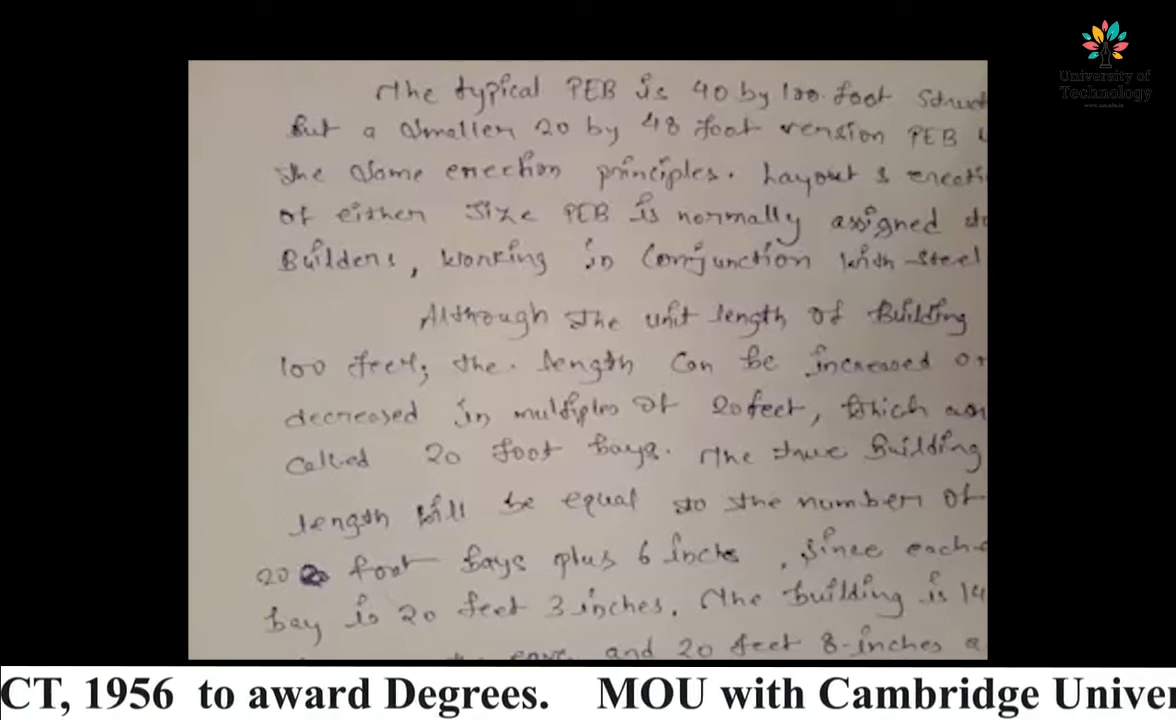 University of
Technology
The typical PEB is 40 by 100 foot Struct
But a smaller 20 by 48 foot version PEB
the same erection principles. Layout & erecti
of either size PEB is normally assigned to
Builders, working in conjunction with steel
Although the unit length of Building
100 feet, the length can be increased or
decreased in multiples of 20 feet, which are
called 20 foot bays. The true Building
length will be equal to the number of
20 foot bays plus 6 inches, since each
bay is 20 feet 3 inches. The building is 14
eave and 20 feet 8-inches a
CT, 1956 to award Degrees. MOU with Cambridge Univer